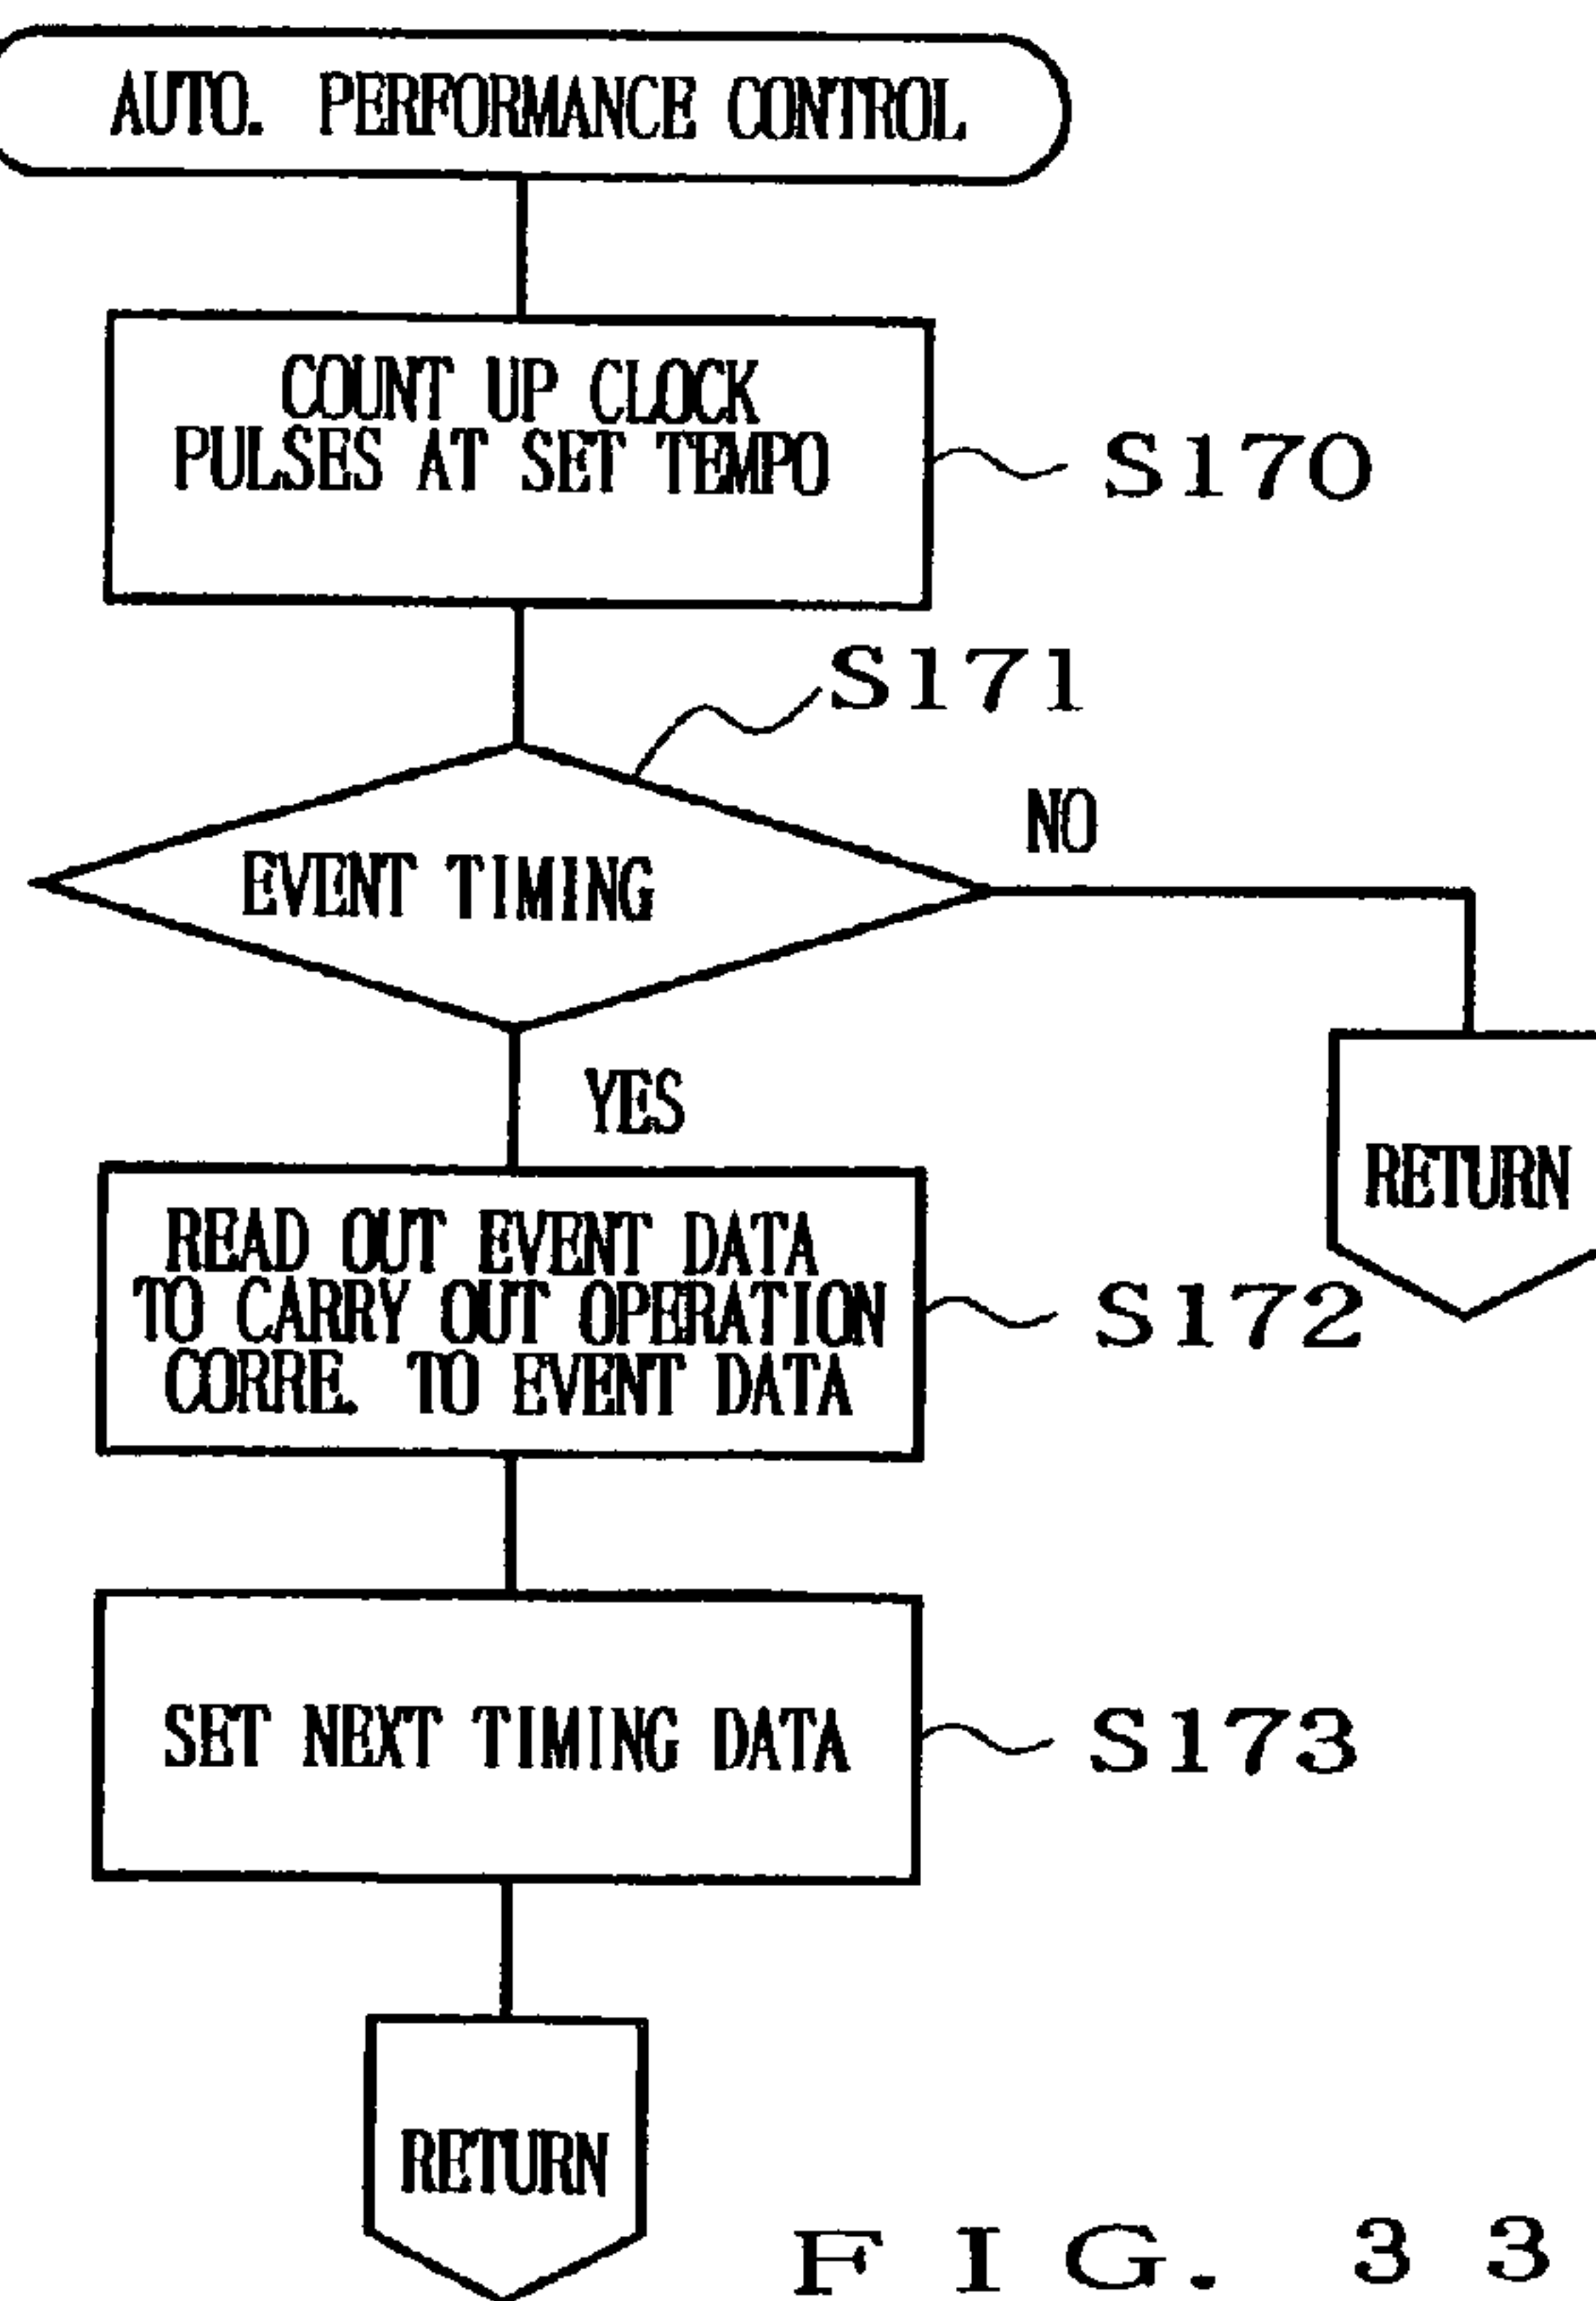 AUTO. PERFORMANCE CONTROL
COUNT UP CLOCK
PULSES AT SET TEMPO
S170
S171
EVENT TIMING
NO
YES
RETURN
READ OUT EVENT DATA
TO CARRY OUT OPERATION
CORRE. TO EVENT DATA
S172
SET NEXT TIMING DATA
S173
RETURN
FIG. 33